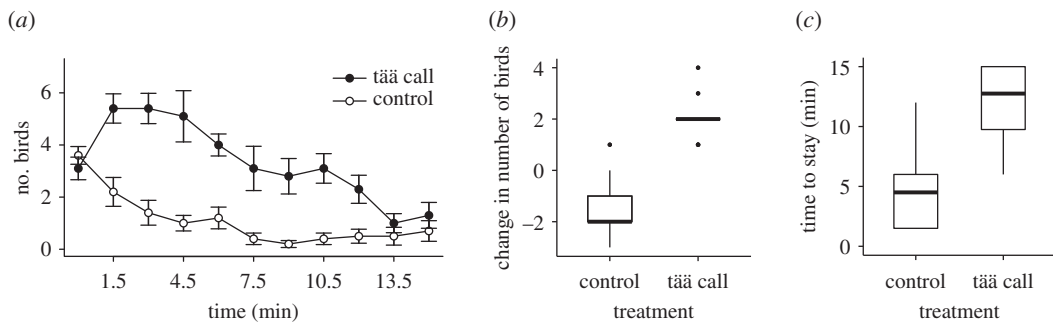 (a)
(b)
(c)
no. birds
6
4
2
0
tää call
control
1.5
4.5
7.5
10.5
13.5
time (min)
change in number of birds
4
2
0
−2
control
tää call
treatment
time to stay (min)
15
10
5
0
control
tää call
treatment